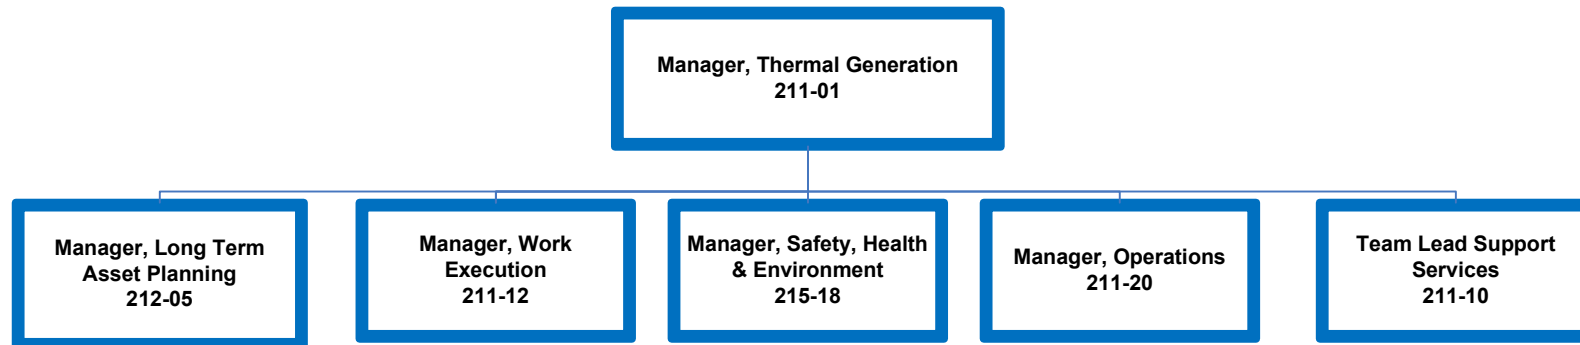 Manager, Thermal Generation
211-01
Manager, Long Term
Asset Planning
212-05
Manager, Work
Execution
211-12
Manager, Safety, Health
& Environment
215-18
Manager, Operations
211-20
Team Lead Support
Services
211-10